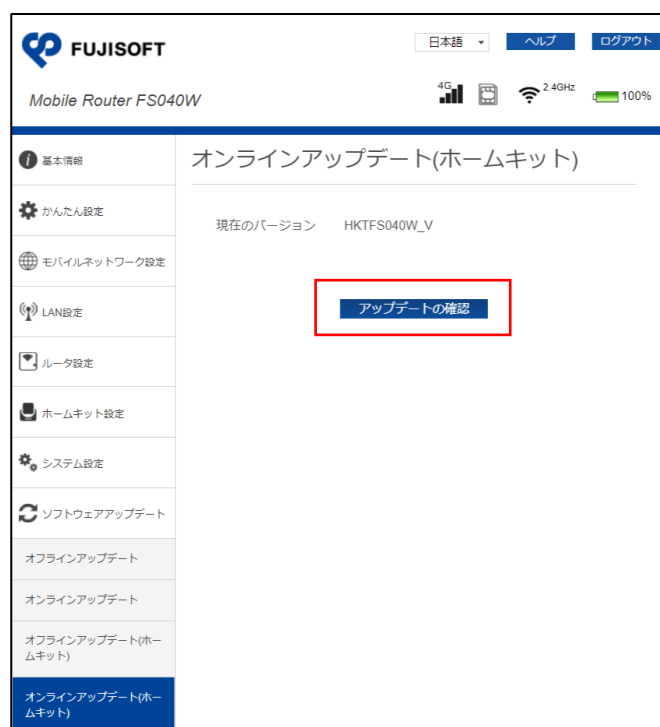 FUJISOFT
日本語
ヘルプ
ログアウト
Mobile Router FS040W
4G
2.4GHz
100%
基本情報
オンラインアップデート(ホームキット)
かんたん設定
現在のバージョン HKTFS040W_V
モバイルネットワーク設定
アップデートの確認
LAN設定
ルータ設定
ホームキット設定
システム設定
ソフトウェアアップデート
オフラインアップデート
オンラインアップデート
オフラインアップデート(ホー
ムキット)
オンラインアップデート(ホー
ムキット)